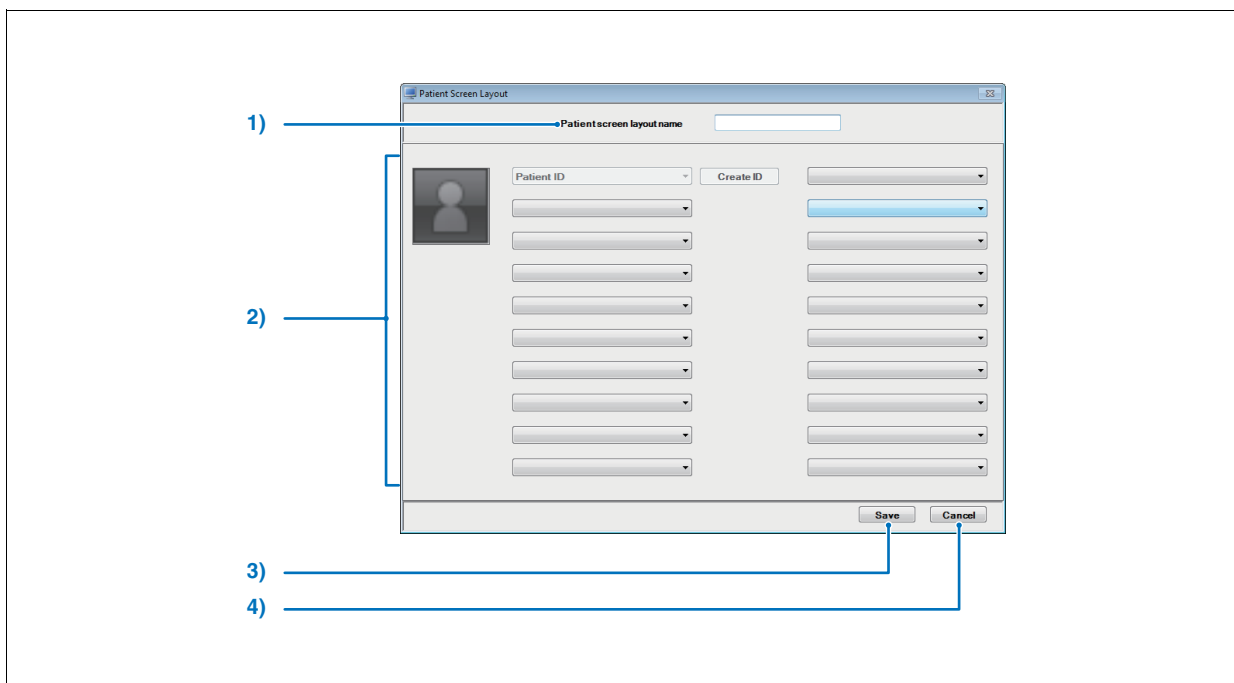 Patient Screen Layout
1)
Patient screen layout name
Patient ID
Create ID
2)
Save
Cancel
3)
4)